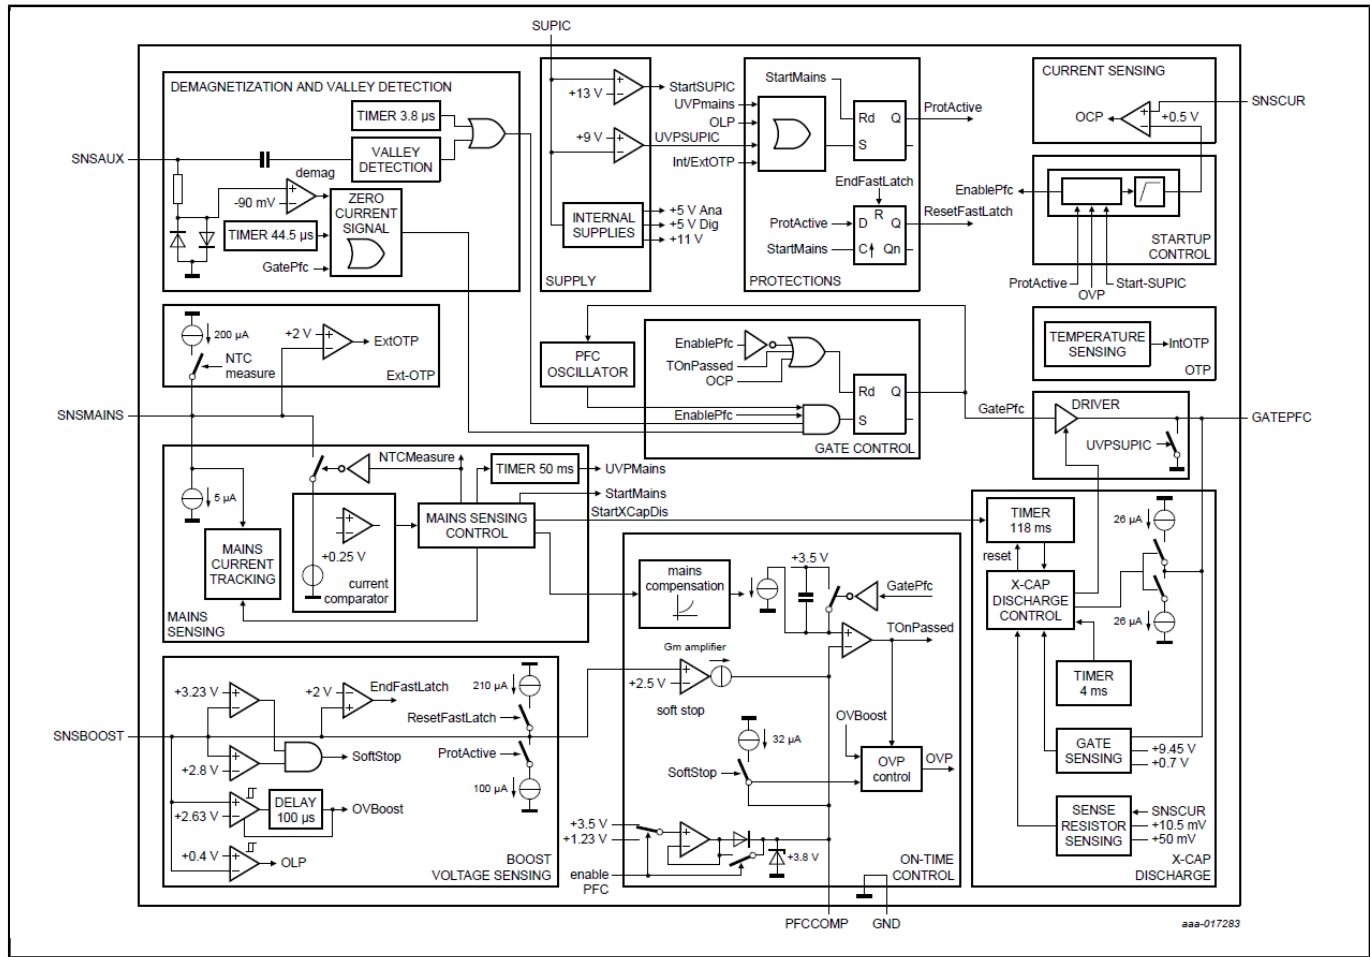 SUPIC
DEMAGNETIZATION AND VALLEY DETECTION
TIMER 3.8 µs
VALLEY
DETECTION
SNSAUX
demag
-90 mV
ZERO
CURRENT
SIGNAL
TIMER 44.5 µs
GatePfc
+13 V
StartSUPIC
+9 V
UVPSUPIC
INTERNAL
SUPPLIES
+5 V Ana
+5 V Dig
+11 V
SUPPLY
StartMains
UVPmains
OLP
Int/ExtOTP
Rd
Q
S
ProtActive
EndFastLatch
ProtActive
StartMains
R
D
Q
C
Qn
ResetFastLatch
PROTECTIONS
CURRENT SENSING
OCP
+0.5 V
SNSCUR
EnablePfc
STARTUP
CONTROL
ProtActive
OVP
Start-SUPIC
200 µA
NTC
measure
+2 V
ExtOTP
Ext-OTP
PFC
OSCILLATOR
EnablePfc
TOnPassed
OCP
EnablePfc
Rd
Q
S
GATE CONTROL
TEMPERATURE
SENSING
IntOTP
OTP
SNSMAINS
GatePfc
DRIVER
UVPSUPIC
GATEPFC
NTCMeasure
TIMER 50 ms
UVPMains
StartMains
StartXCapDis
5 µA
MAINS
CURRENT
TRACKING
+0.25 V
current
comparator
MAINS SENSING
CONTROL
MAINS
SENSING
mains
compensation
+3.5 V
GatePfc
TOnPassed
Gm amplifier
+2.5 V
soft stop
OVBoost
32 µA
SoftStop
OVP
control
OVP
+3.5 V
+1.23 V
+3.8 V
enable
PFC
ON-TIME
CONTROL
TIMER
118 ms
reset
X-CAP
DISCHARGE
CONTROL
26 µA
26 µA
TIMER
4 ms
GATE
SENSING
+9.45 V
+0.7 V
SENSE
RESISTOR
SENSING
SNSCUR
+10.5 mV
+50 mV
X-CAP
DISCHARGE
SNSBOOST
+3.23 V
+2 V
EndFastLatch
210 µA
ResetFastLatch
SoftStop
ProtActive
+2.8 V
100 µA
DELAY
100 µs
OVBoost
+2.63 V
+0.4 V
OLP
BOOST
VOLTAGE SENSING
PFCCOMP
GND
aaa-017283